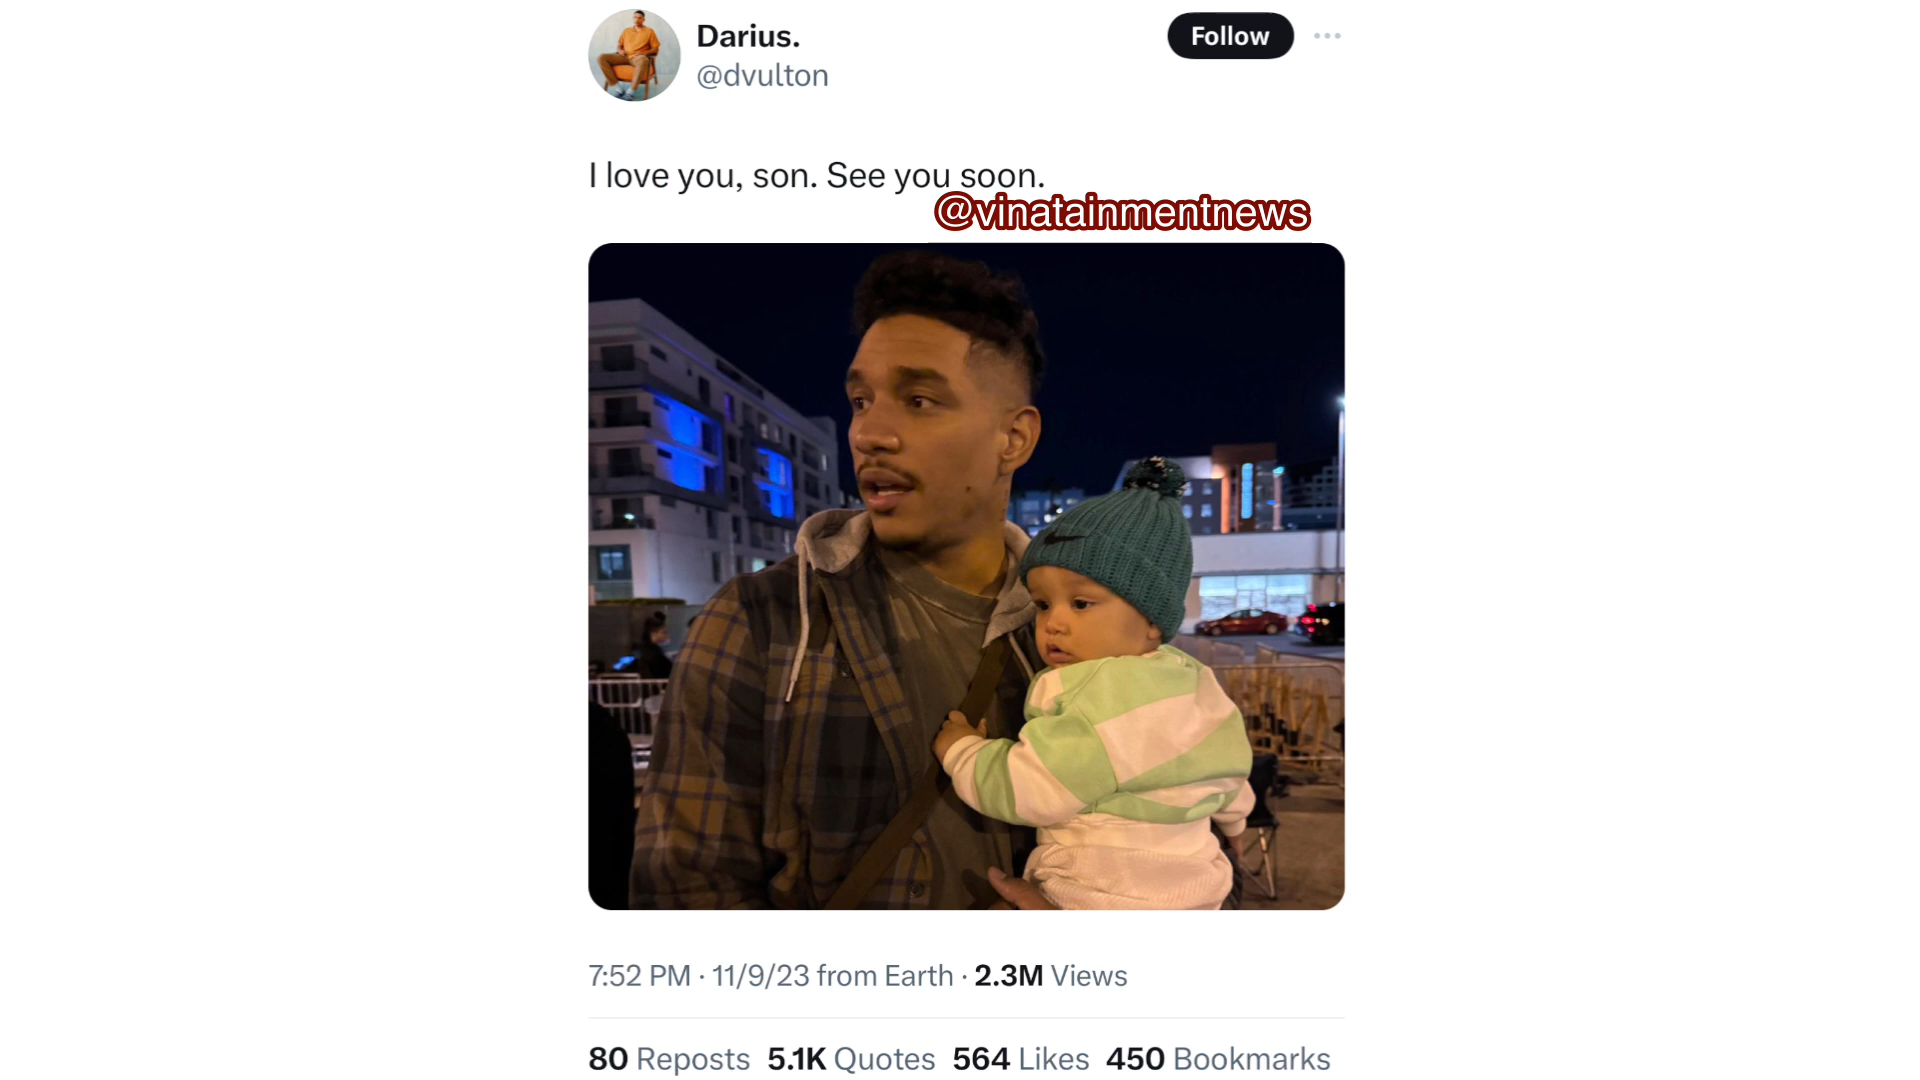 Darius.
@dvulton
Follow
I love you, son. See you soon.
@vinatainmentnews
7:52 PM · 11/9/23 from Earth · 2.3M Views
80 Reposts 5.1K Quotes 564 Likes 450 Bookmarks